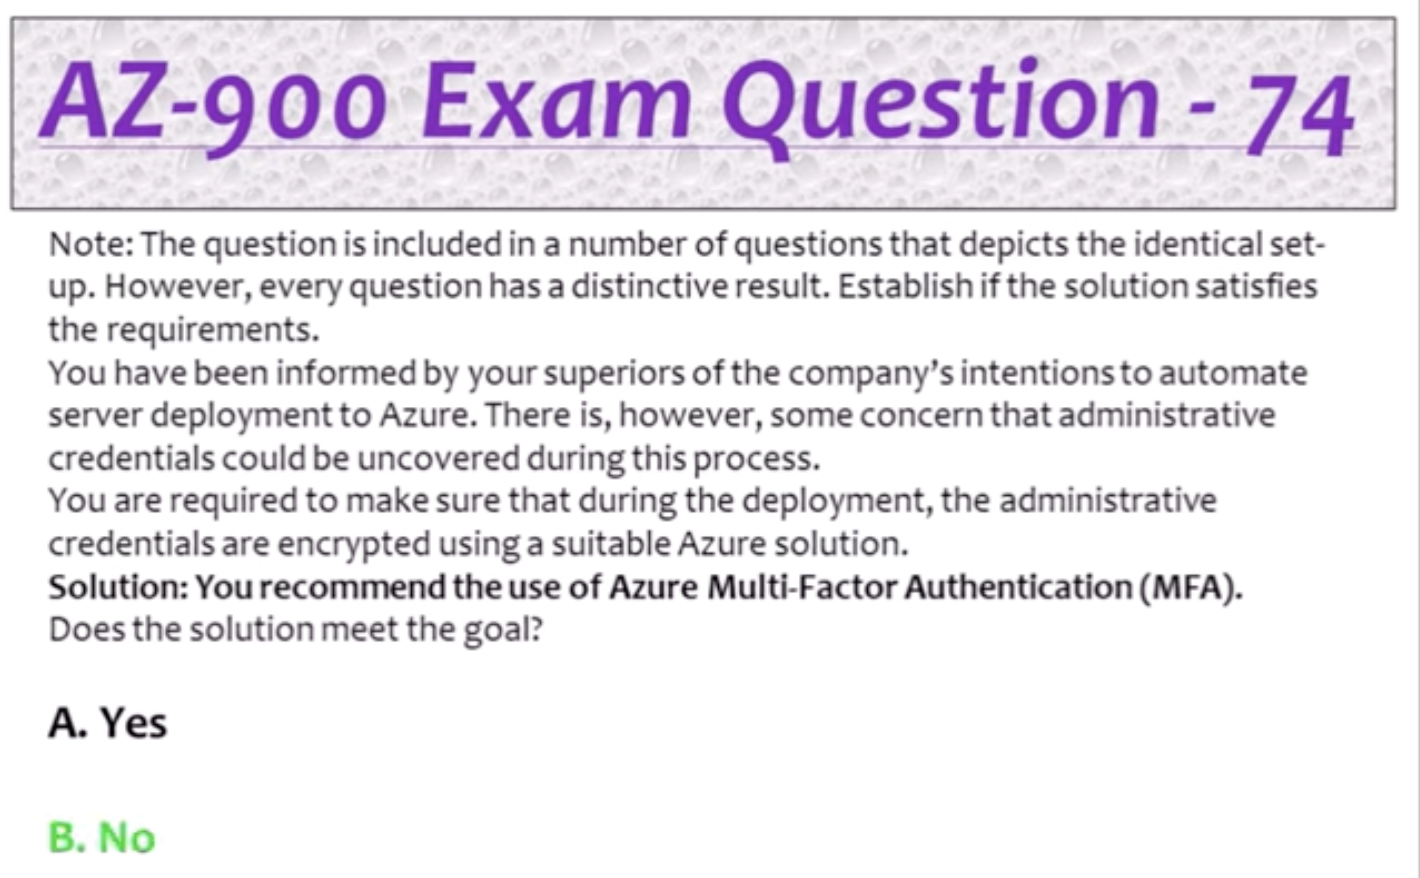 AZ-900 Exam Question - 74
Note: The question is included in a number of questions that depicts the identical set-
up. However, every question has a distinctive result. Establish if the solution satisfies
the requirements.
You have been informed by your superiors of the company’s intentions to automate
server deployment to Azure. There is, however, some concern that administrative
credentials could be uncovered during this process.
You are required to make sure that during the deployment, the administrative
credentials are encrypted using a suitable Azure solution.
Solution: You recommend the use of Azure Multi-Factor Authentication (MFA).
Does the solution meet the goal?
A. Yes
B. No